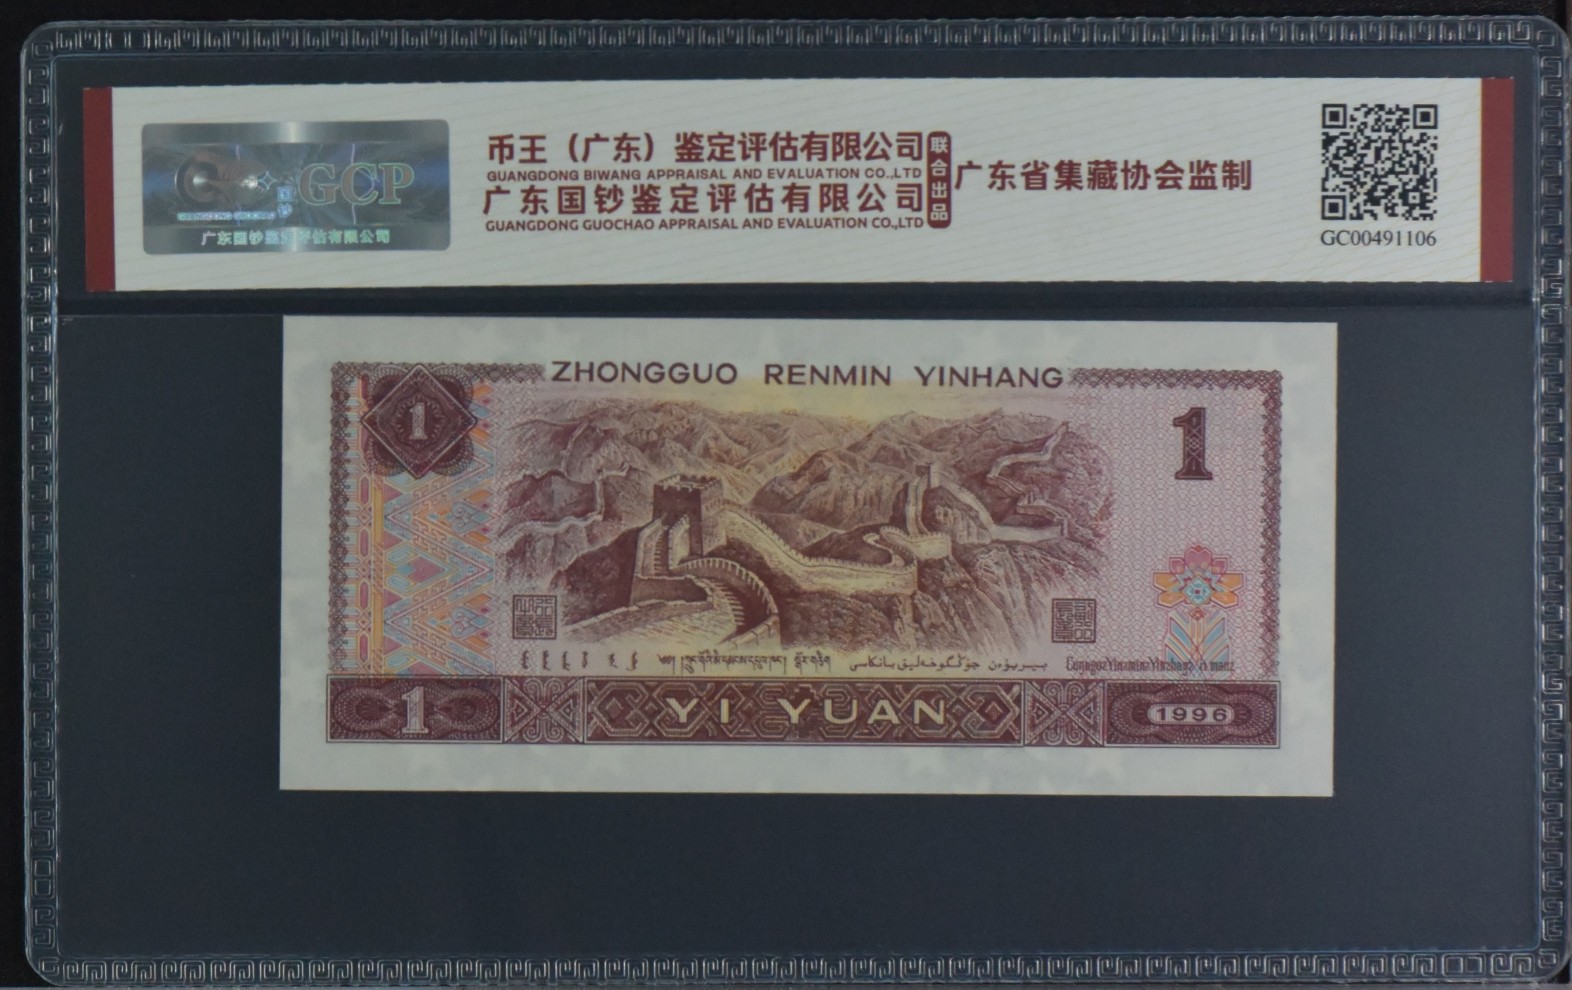 GCP
国钞
广东国钞鉴定评估有限公司
币王（广东）鉴定评估有限公司
GUANGDONG BIWANG APPRAISAL AND EVALUATION CO.,LTD
广东国钞鉴定评估有限公司
GUANGDONG GUOCHAO APPRAISAL AND EVALUATION CO.,LTD
联合出品
广东省集藏协会监制
GC00491106
ZHONGGUO RENMIN YINHANG
1
1
1
YI YUAN
1996